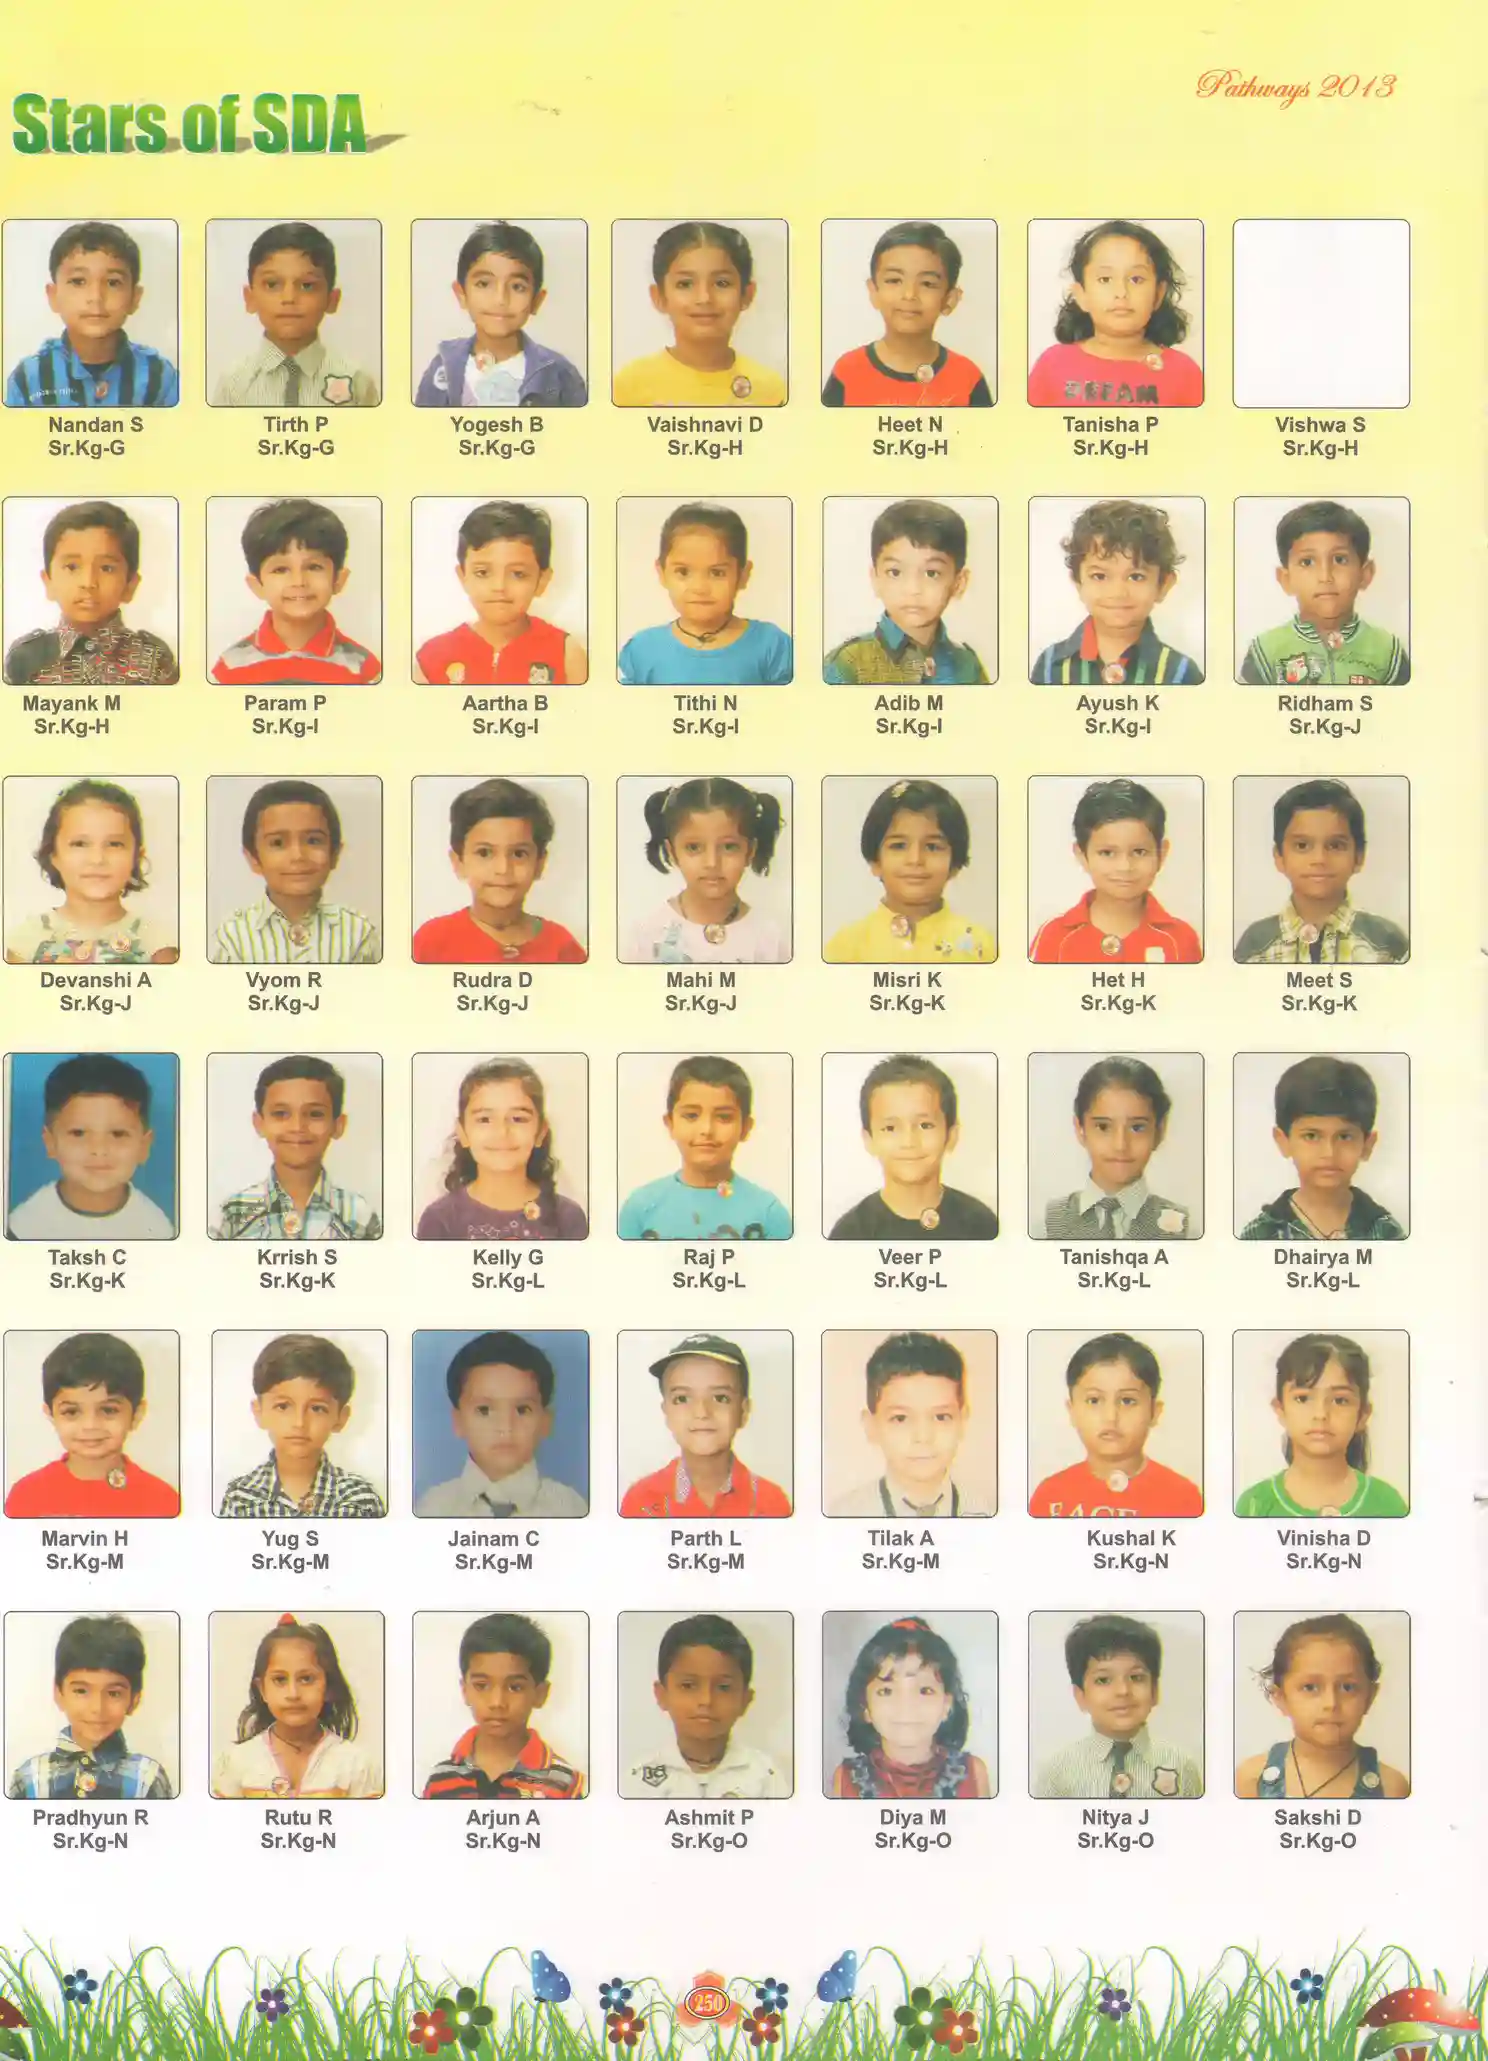 Pathways 2013
Stars of SDA
Nandan S
Sr.Kg-G
Tirth P
Sr.Kg-G
Yogesh B
Sr.Kg-G
Vaishnavi D
Sr.Kg-H
Heet N
Sr.Kg-H
Tanisha P
Sr.Kg-H
Vishwa S
Sr.Kg-H
Mayank M
Sr.Kg-H
Param P
Sr.Kg-I
Aartha B
Sr.Kg-I
Tithi N
Sr.Kg-I
Adib M
Sr.Kg-I
Ayush K
Sr.Kg-I
Ridham S
Sr.Kg-J
Devanshi A
Sr.Kg-J
Vyom R
Sr.Kg-J
Rudra D
Sr.Kg-J
Mahi M
Sr.Kg-J
Misri K
Sr.Kg-K
Het H
Sr.Kg-K
Meet S
Sr.Kg-K
Taksh C
Sr.Kg-K
Krrish S
Sr.Kg-K
Kelly G
Sr.Kg-L
Raj P
Sr.Kg-L
Veer P
Sr.Kg-L
Tanishqa A
Sr.Kg-L
Dhairya M
Sr.Kg-L
Marvin H
Sr.Kg-M
Yug S
Sr.Kg-M
Jainam C
Sr.Kg-M
Parth L
Sr.Kg-M
Tilak A
Sr.Kg-M
Kushal K
Sr.Kg-N
Vinisha D
Sr.Kg-N
Pradhyun R
Sr.Kg-N
Rutu R
Sr.Kg-N
Arjun A
Sr.Kg-N
Ashmit P
Sr.Kg-O
Diya M
Sr.Kg-O
Nitya J
Sr.Kg-O
Sakshi D
Sr.Kg-O
250